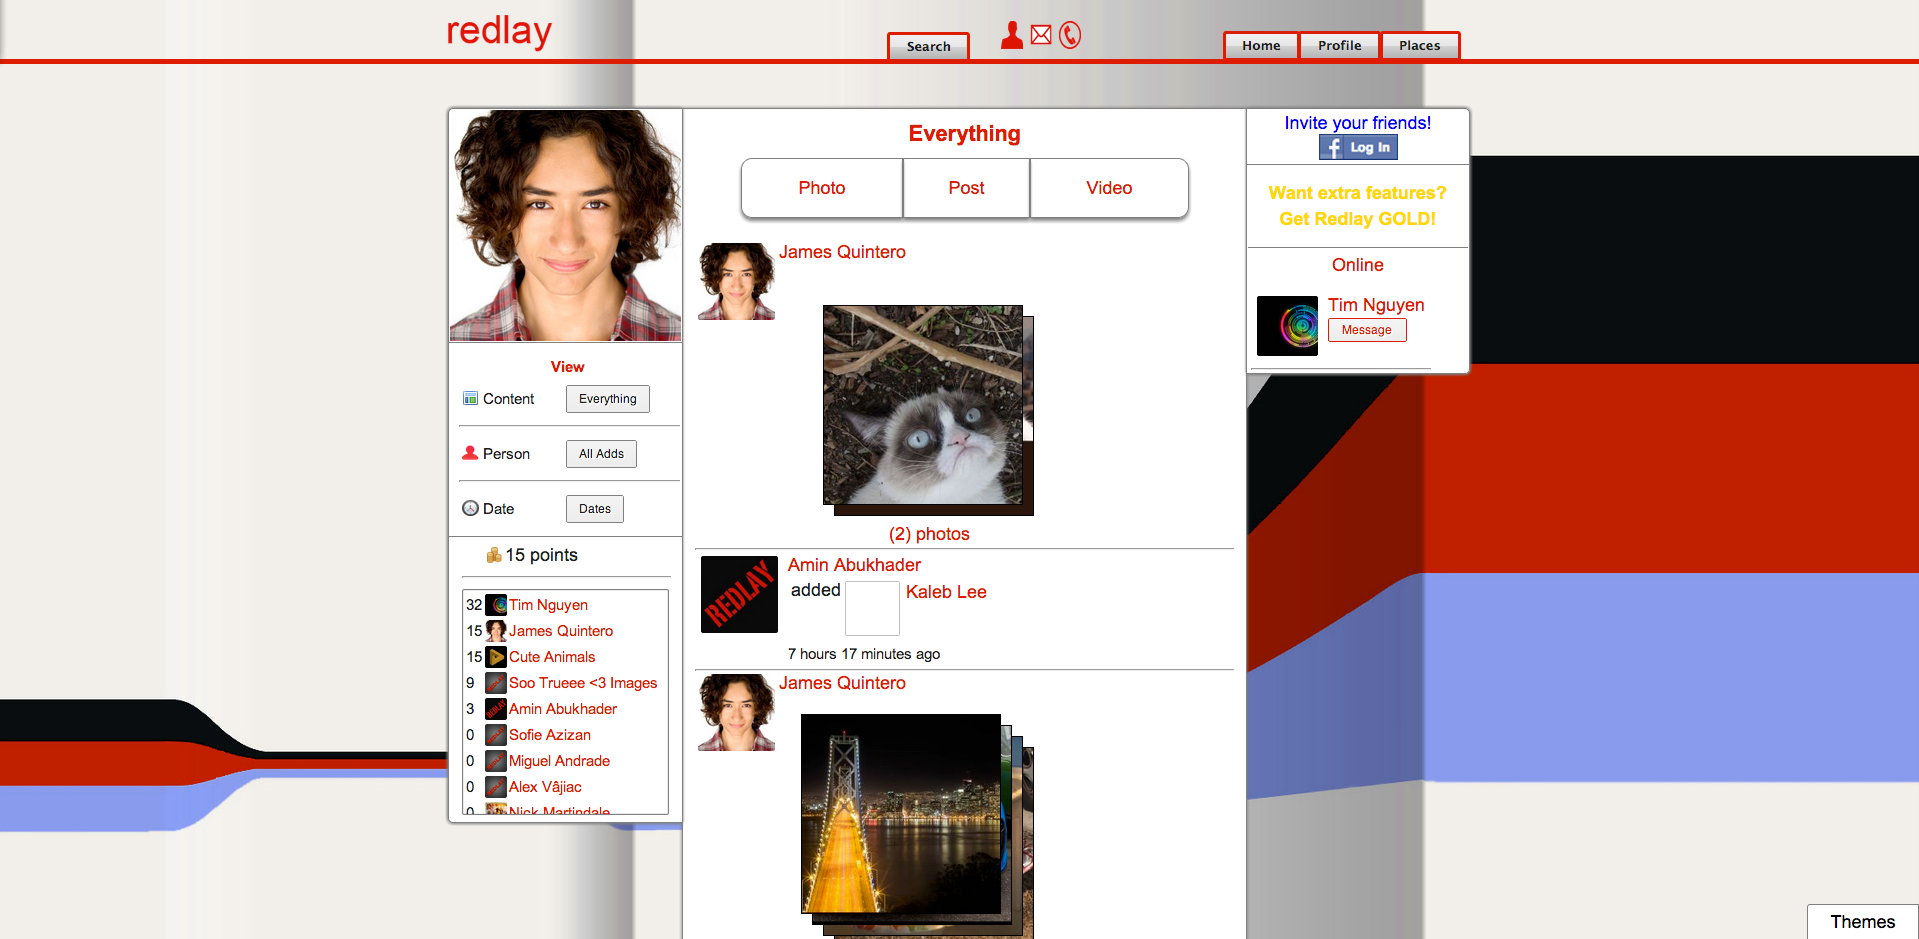 redlay
Search
Home
Profile
Places
View
Content
Everything
Person
All Adds
Date
Dates
15 points
32 Tim Nguyen
15 James Quintero
15 Cute Animals
9 Soo Trueee <3 Images
3 Amin Abukhader
0 Sofie Azizan
0 Miguel Andrade
0 Alex Vâjiac
0 Nick Martindale
Everything
Photo
Post
Video
James Quintero
(2) photos
REDLAY
Amin Abukhader
added Kaleb Lee
7 hours 17 minutes ago
James Quintero
Invite your friends!
f Log In
Want extra features?
Get Redlay GOLD!
Online
Tim Nguyen
Message
Themes